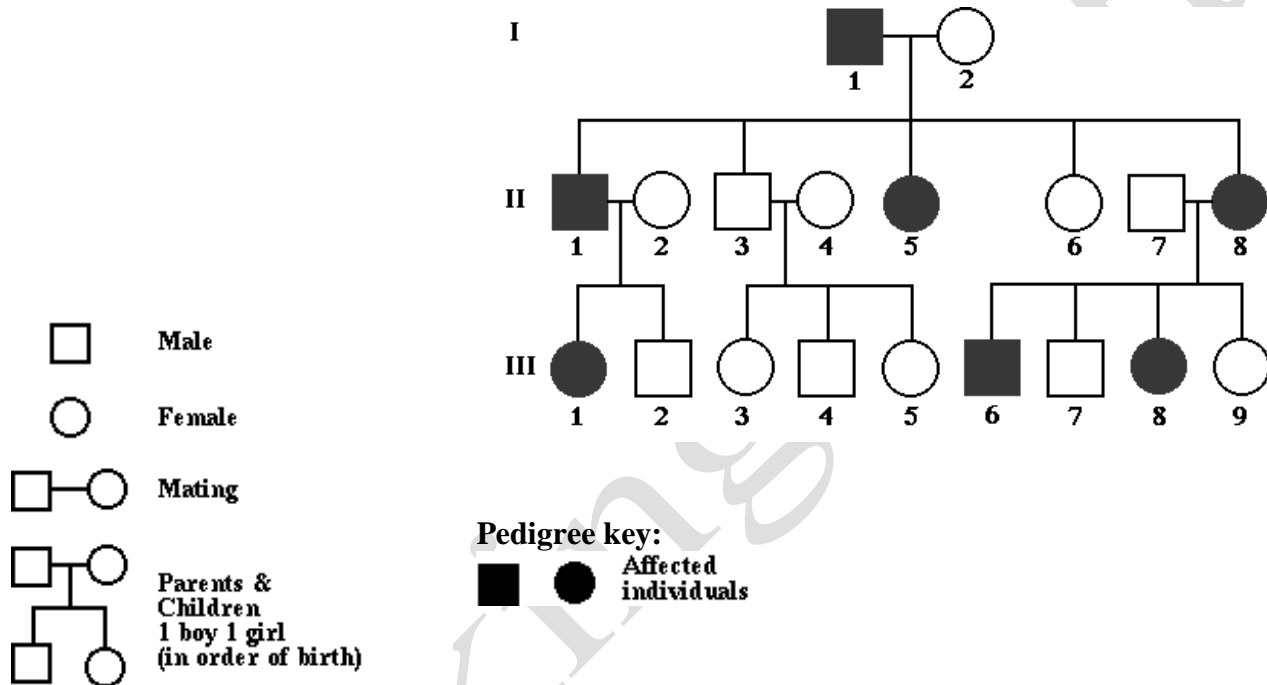 I
1 2
II
1 2 3 4 5 6 7 8
III
1 2 3 4 5 6 7 8 9
Male
Female
Mating
Parents &
Children
1 boy 1 girl
(in order of birth)
Pedigree key:
Affected
individuals